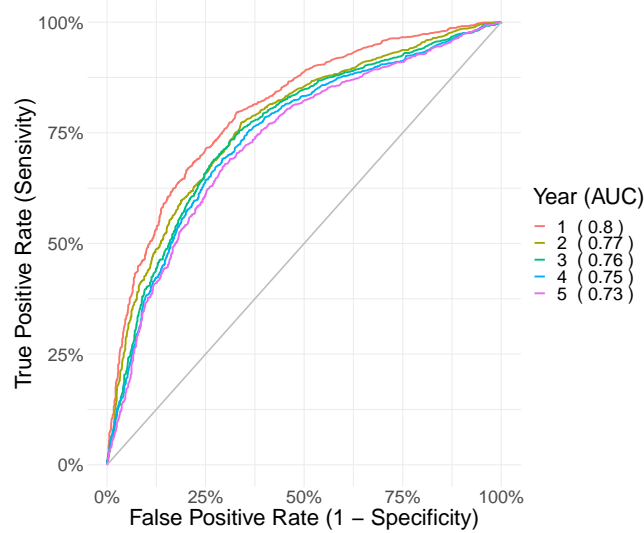 100%
75%
50%
25%
0%
True Positive Rate (Sensivity)
0% 25% 50% 75% 100%
False Positive Rate (1 − Specificity)
Year (AUC)
1 ( 0.8 )
2 ( 0.77 )
3 ( 0.76 )
4 ( 0.75 )
5 ( 0.73 )